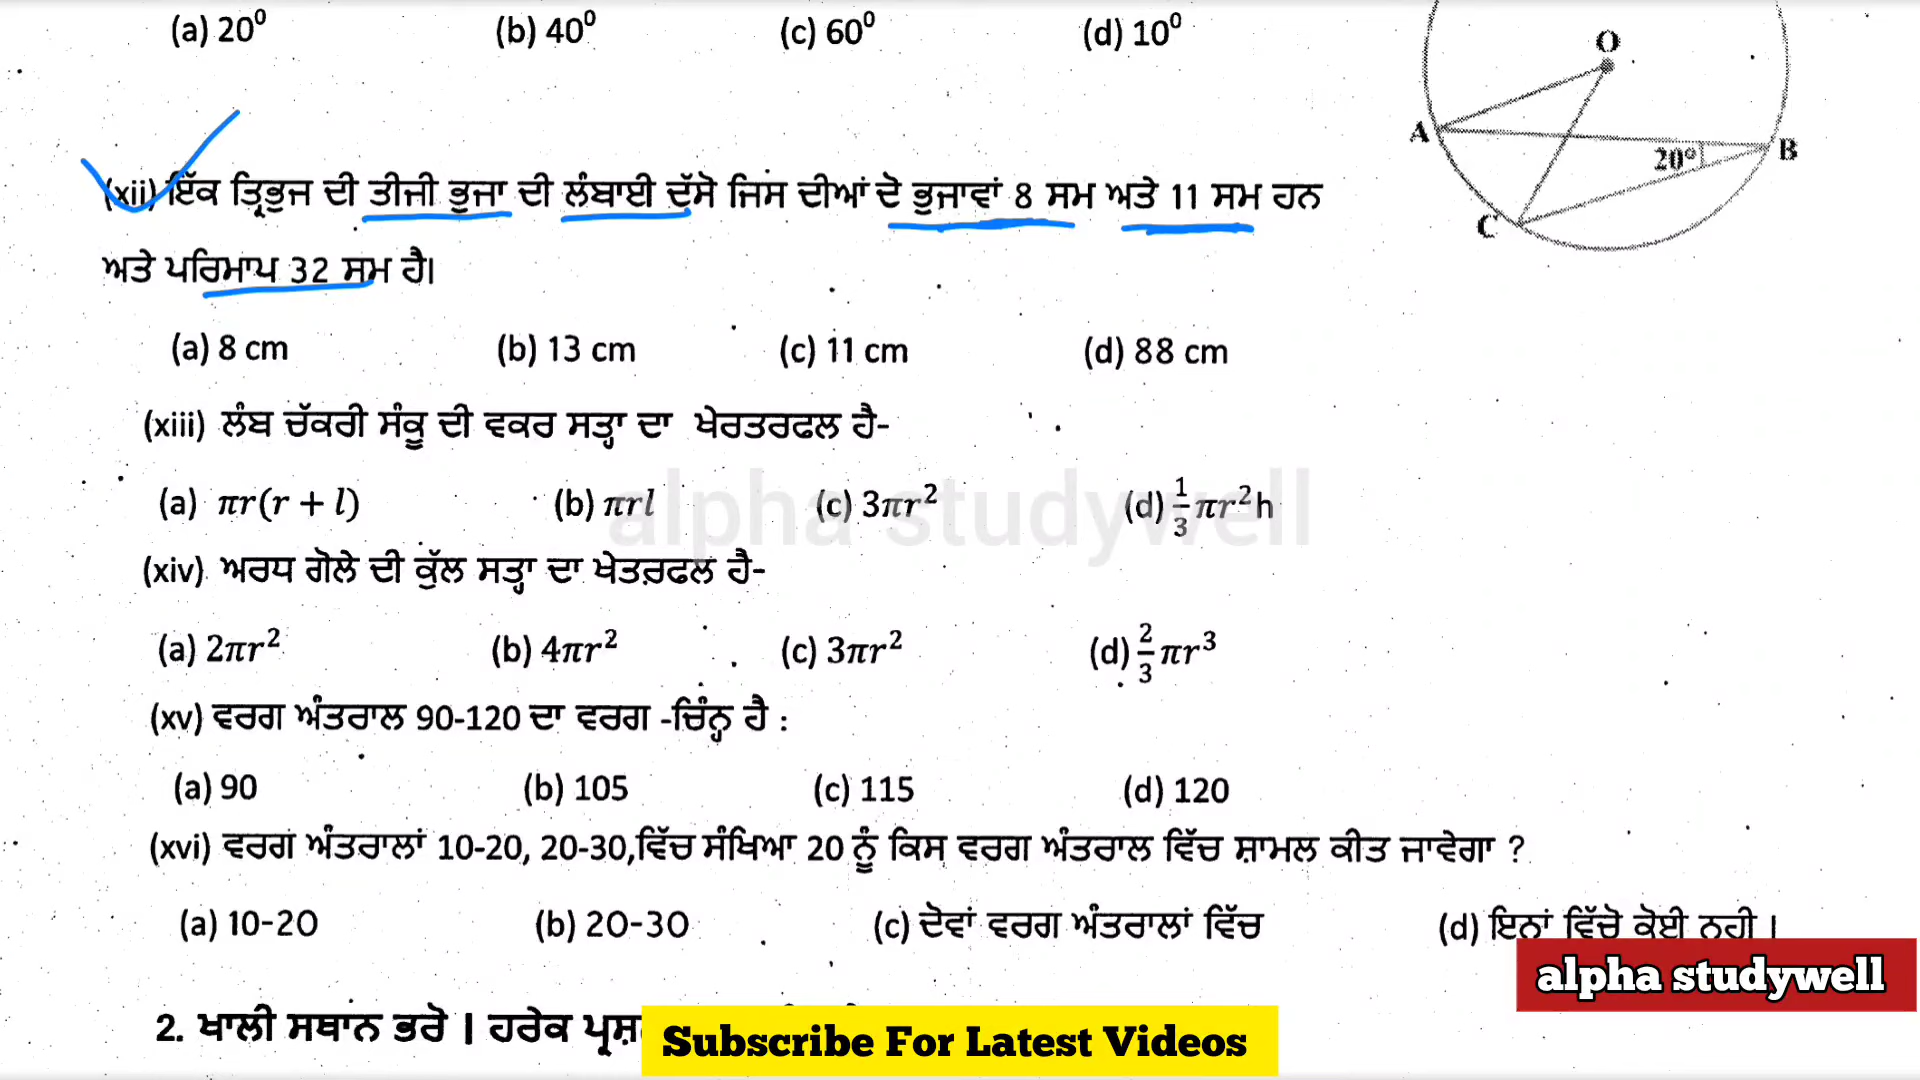 (a) 20⁰ (b) 40⁰ (c) 60⁰ (d) 10⁰
O
A
B
20°
C
(xii) ਇੱਕ ਤ੍ਰਿਭੁਜ ਦੀ ਤੀਜੀ ਭੁਜਾ ਦੀ ਲੰਬਾਈ ਦੱਸੋ ਜਿਸ ਦੀਆਂ ਦੋ ਭੁਜਾਵਾਂ 8 ਸਮ ਅਤੇ 11 ਸਮ ਹਨ
ਅਤੇ ਪਰਿਮਾਪ 32 ਸਮ ਹੈ।
(a) 8 cm (b) 13 cm (c) 11 cm (d) 88 cm
(xiii) ਲੰਬ ਚੱਕਰੀ ਸੰਕੂ ਦੀ ਵਕਰ ਸਤ੍ਹਾ ਦਾ ਖੇਰਤਰਫਲ ਹੈ-
(a) πr(r + l) (b) πrl (c) 3πr² (d) 1/3 πr²h
alpha studywell
(xiv) ਅਰਧ ਗੋਲੇ ਦੀ ਕੁੱਲ ਸਤ੍ਹਾ ਦਾ ਖੇਤਰਫਲ ਹੈ-
(a) 2πr² (b) 4πr² (c) 3πr² (d) 2/3 πr³
(xv) ਵਰਗ ਅੰਤਰਾਲ 90-120 ਦਾ ਵਰਗ -ਚਿੰਨ੍ਹ ਹੈ :
(a) 90 (b) 105 (c) 115 (d) 120
(xvi) ਵਰਗ ਅੰਤਰਾਲਾਂ 10-20, 20-30,ਵਿੱਚ ਸੰਖਿਆ 20 ਨੂੰ ਕਿਸ ਵਰਗ ਅੰਤਰਾਲ ਵਿੱਚ ਸ਼ਾਮਲ ਕੀਤ ਜਾਵੇਗਾ ?
(a) 10-20 (b) 20-30 (c) ਦੋਵਾਂ ਵਰਗ ਅੰਤਰਾਲਾਂ ਵਿੱਚ (d) ਇਨਾਂ ਵਿੱਚੋ ਕੋਈ ਨਹੀ |
alpha studywell
2. ਖਾਲੀ ਸਥਾਨ ਭਰੋ | ਹਰੇਕ
Subscribe For Latest Videos